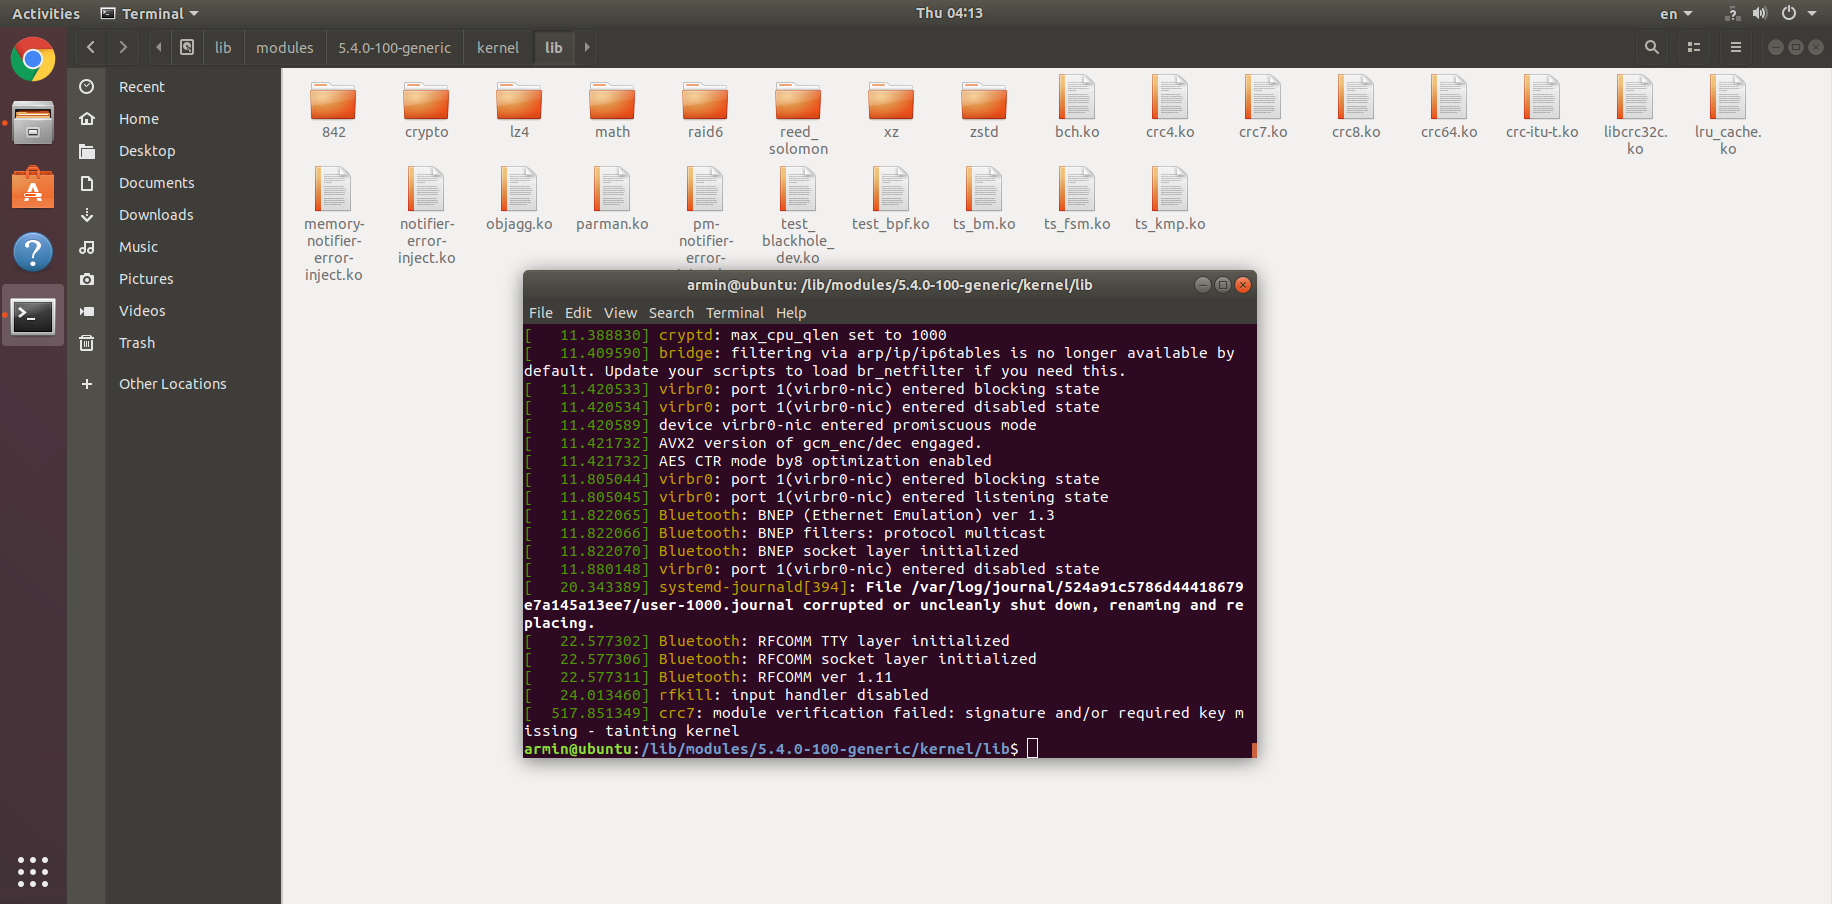 Activities
Terminal
Thu 04:13
en
lib
modules
5.4.0-100-generic
kernel
lib
Recent
Home
Desktop
Documents
Downloads
Music
Pictures
Videos
Trash
Other Locations
842
crypto
lz4
math
raid6
reed_
solomon
xz
zstd
bch.ko
crc4.ko
crc7.ko
crc8.ko
crc64.ko
crc-itu-t.ko
libcrc32c.
ko
lru_cache.
ko
memory-
notifier-
error-
inject.ko
notifier-
error-
inject.ko
objagg.ko
parman.ko
pm-
notifier-
error-
test_
blackhole_
dev.ko
test_bpf.ko
ts_bm.ko
ts_fsm.ko
ts_kmp.ko
armin@ubuntu: /lib/modules/5.4.0-100-generic/kernel/lib
File Edit View Search Terminal Help
[   11.388830] cryptd: max_cpu_qlen set to 1000
[   11.409590] bridge: filtering via arp/ip/ip6tables is no longer available by
default. Update your scripts to load br_netfilter if you need this.
[   11.420533] virbr0: port 1(virbr0-nic) entered blocking state
[   11.420534] virbr0: port 1(virbr0-nic) entered disabled state
[   11.420589] device virbr0-nic entered promiscuous mode
[   11.421732] AVX2 version of gcm_enc/dec engaged.
[   11.421732] AES CTR mode by8 optimization enabled
[   11.805044] virbr0: port 1(virbr0-nic) entered blocking state
[   11.805045] virbr0: port 1(virbr0-nic) entered listening state
[   11.822065] Bluetooth: BNEP (Ethernet Emulation) ver 1.3
[   11.822066] Bluetooth: BNEP filters: protocol multicast
[   11.822070] Bluetooth: BNEP socket layer initialized
[   11.880148] virbr0: port 1(virbr0-nic) entered disabled state
[   20.343389] systemd-journald[394]: File /var/log/journal/524a91c5786d44418679
e7a145a13ee7/user-1000.journal corrupted or uncleanly shut down, renaming and re
placing.
[   22.577302] Bluetooth: RFCOMM TTY layer initialized
[   22.577306] Bluetooth: RFCOMM socket layer initialized
[   22.577311] Bluetooth: RFCOMM ver 1.11
[   24.013460] rfkill: input handler disabled
[  517.851349] crc7: module verification failed: signature and/or required key m
issing - tainting kernel
armin@ubuntu:/lib/modules/5.4.0-100-generic/kernel/lib$